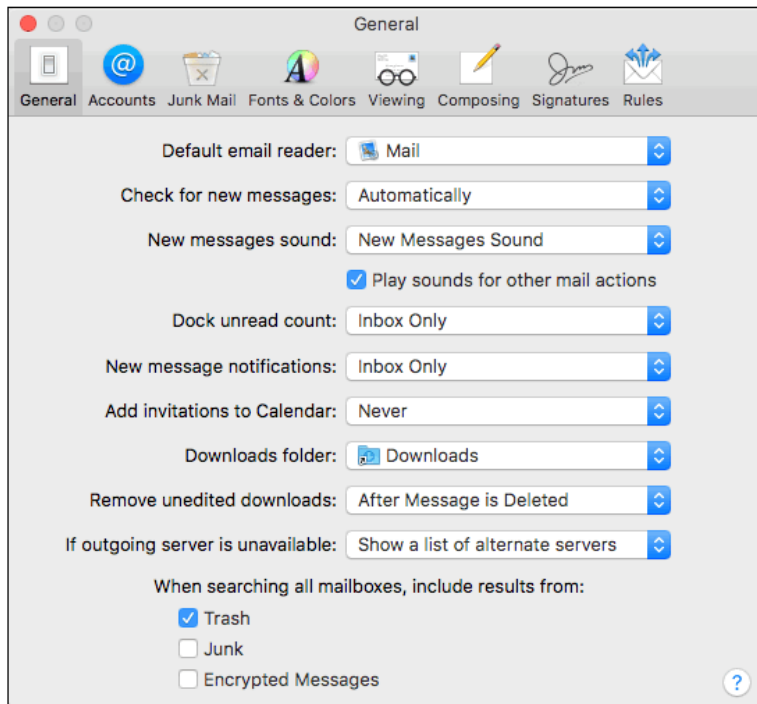 General
General Accounts Junk Mail Fonts & Colors Viewing Composing Signatures Rules
Default email reader: Mail
Check for new messages: Automatically
New messages sound: New Messages Sound
Play sounds for other mail actions
Dock unread count: Inbox Only
New message notifications: Inbox Only
Add invitations to Calendar: Never
Downloads folder: Downloads
Remove unedited downloads: After Message is Deleted
If outgoing server is unavailable: Show a list of alternate servers
When searching all mailboxes, include results from:
Trash
Junk
Encrypted Messages
?